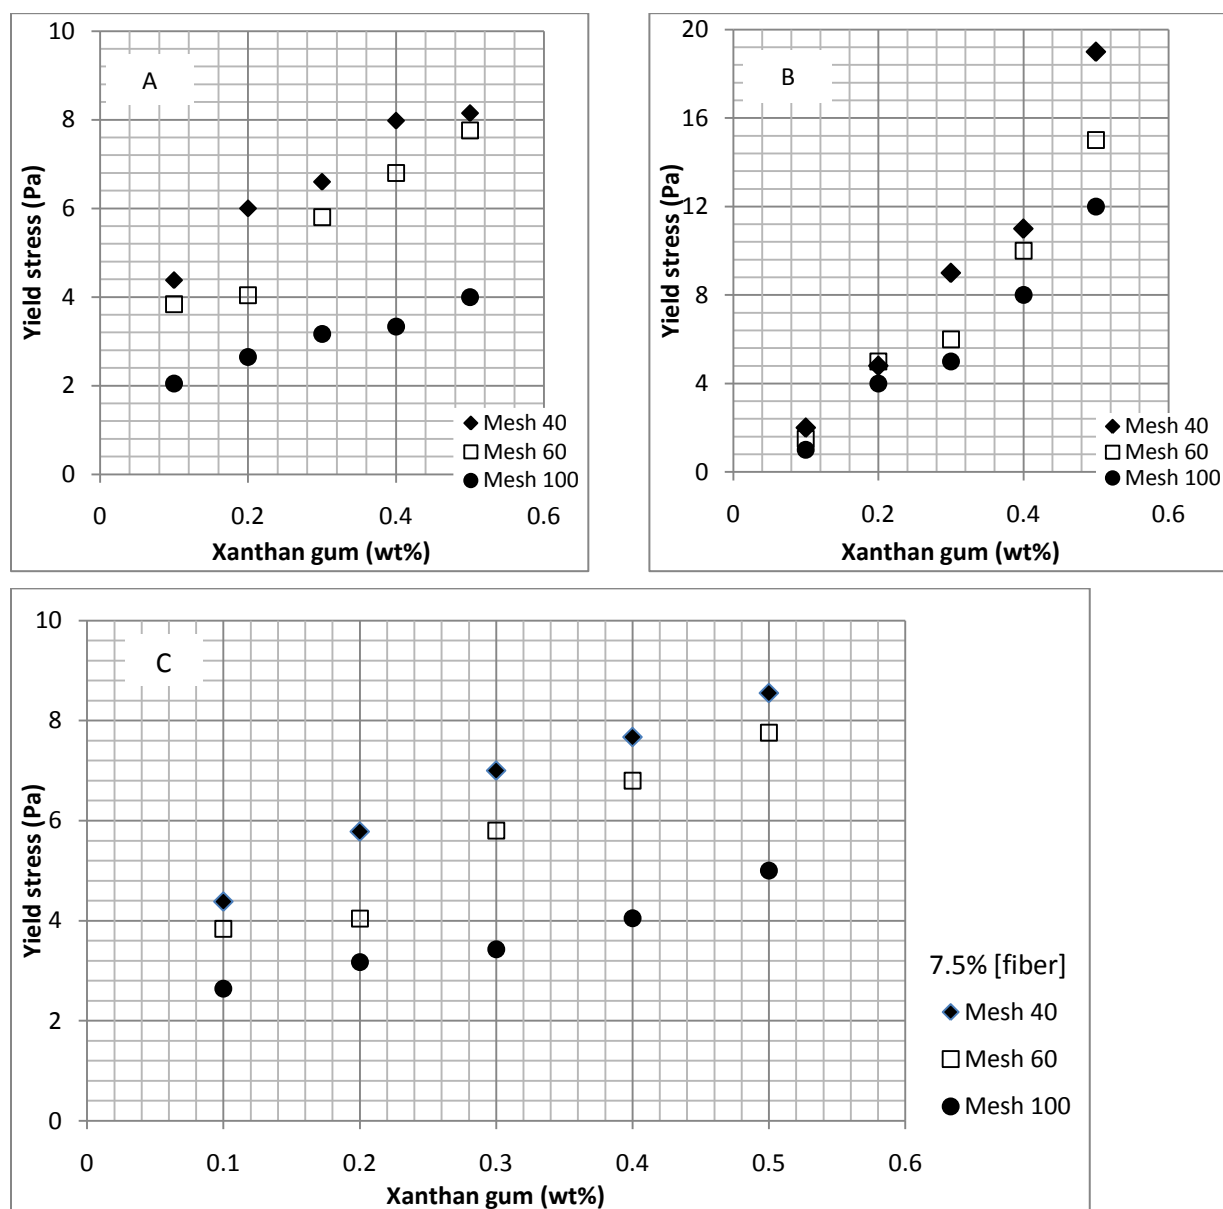 A
Yield stress (Pa)
10
8
6
4
2
0
0
0.2
0.4
0.6
Xanthan gum (wt%)
Mesh 40
Mesh 60
Mesh 100
B
Yield stress (Pa)
20
16
12
8
4
0
0
0.2
0.4
0.6
Xanthan gum (wt%)
Mesh 40
Mesh 60
Mesh 100
C
Yield stress (Pa)
10
8
6
4
2
0
0
0.1
0.2
0.3
0.4
0.5
0.6
Xanthan gum (wt%)
7.5% [fiber]
Mesh 40
Mesh 60
Mesh 100